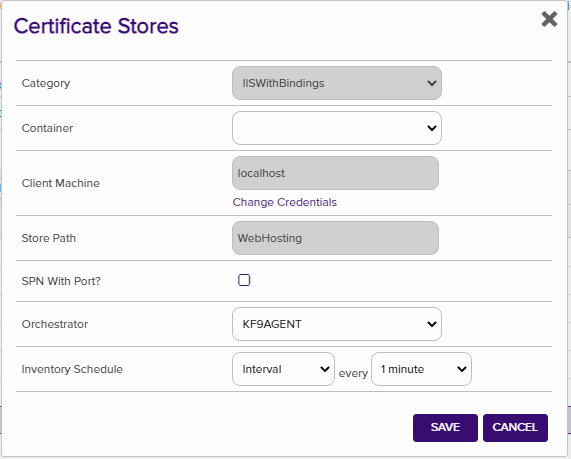 Certificate Stores
Category IISWithBindings
Container
Client Machine localhost
Change Credentials
Store Path WebHosting
SPN With Port?
Orchestrator KF9AGENT
Inventory Schedule Interval every 1 minute
SAVE CANCEL